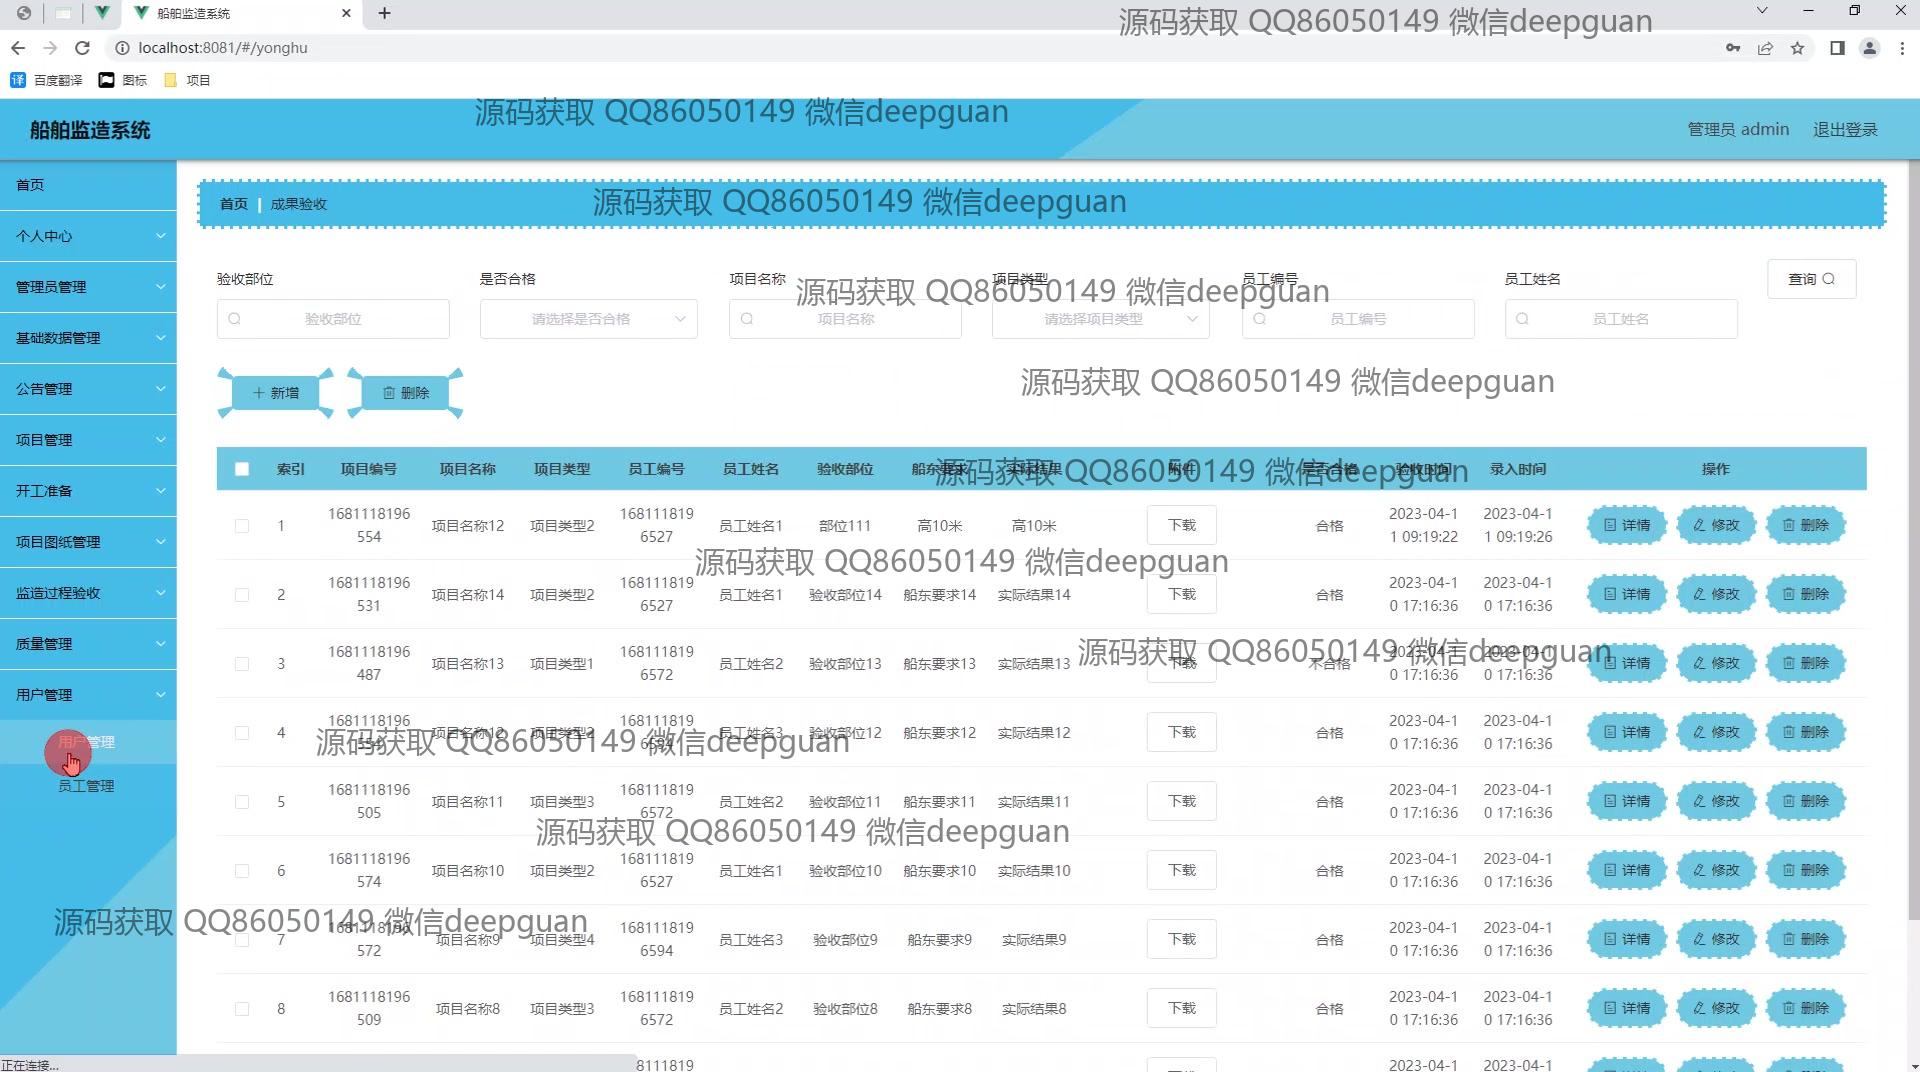 船舶监造系统
源码获取 QQ86050149 微信deepguan
localhost:8081/#/yonghu
百度翻译 图标 项目
源码获取 QQ86050149 微信deepguan
船舶监造系统
管理员 admin 退出登录
首页
个人中心
管理员管理
基础数据管理
公告管理
项目管理
开工准备
项目图纸管理
监造过程验收
质量管理
用户管理
用户管理
员工管理
首页 | 成果验收
源码获取 QQ86050149 微信deepguan
验收部位 是否合格 项目名称 项目类型 员工编号 员工姓名
查询
源码获取 QQ86050149 微信deepguan
验收部位 请选择是否合格 项目名称 请选择项目类型 员工编号 员工姓名
源码获取 QQ86050149 微信deepguan
新增 删除
索引 项目编号 项目名称 项目类型 员工编号 员工姓名 验收部位 船东要求 实际结果 附件 是否合格 验收时间 录入时间 操作
源码获取 QQ86050149 微信deepguan
1 1681118196554 项目名称12 项目类型2 1681118196527 员工姓名1 部位111 高10米 高10米 下载 合格 2023-04-11 09:19:22 2023-04-11 09:19:26 详情 修改 删除
源码获取 QQ86050149 微信deepguan
2 1681118196531 项目名称14 项目类型2 1681118196527 员工姓名1 验收部位14 船东要求14 实际结果14 下载 合格 2023-04-10 17:16:36 2023-04-10 17:16:36 详情 修改 删除
源码获取 QQ86050149 微信deepguan
3 1681118196487 项目名称13 项目类型1 1681118196572 员工姓名2 验收部位13 船东要求13 实际结果13 下载 不合格 2023-04-10 17:16:36 2023-04-10 17:16:36 详情 修改 删除
源码获取 QQ86050149 微信deepguan
4 1681118196554 项目名称12 项目类型2 1681118196594 员工姓名3 验收部位12 船东要求12 实际结果12 下载 合格 2023-04-10 17:16:36 2023-04-10 17:16:36 详情 修改 删除
5 1681118196505 项目名称11 项目类型3 1681118196572 员工姓名2 验收部位11 船东要求11 实际结果11 下载 合格 2023-04-10 17:16:36 2023-04-10 17:16:36 详情 修改 删除
源码获取 QQ86050149 微信deepguan
6 1681118196574 项目名称10 项目类型2 1681118196527 员工姓名1 验收部位10 船东要求10 实际结果10 下载 合格 2023-04-10 17:16:36 2023-04-10 17:16:36 详情 修改 删除
源码获取 QQ86050149 微信deepguan
7 1681118196572 项目名称9 项目类型4 1681118196594 员工姓名3 验收部位9 船东要求9 实际结果9 下载 合格 2023-04-10 17:16:36 2023-04-10 17:16:36 详情 修改 删除
8 1681118196509 项目名称8 项目类型3 1681118196572 员工姓名2 验收部位8 船东要求8 实际结果8 下载 合格 2023-04-10 17:16:36 2023-04-10 17:16:36 详情 修改 删除
正在连接...
8111819 2023-04-1 2023-04-1